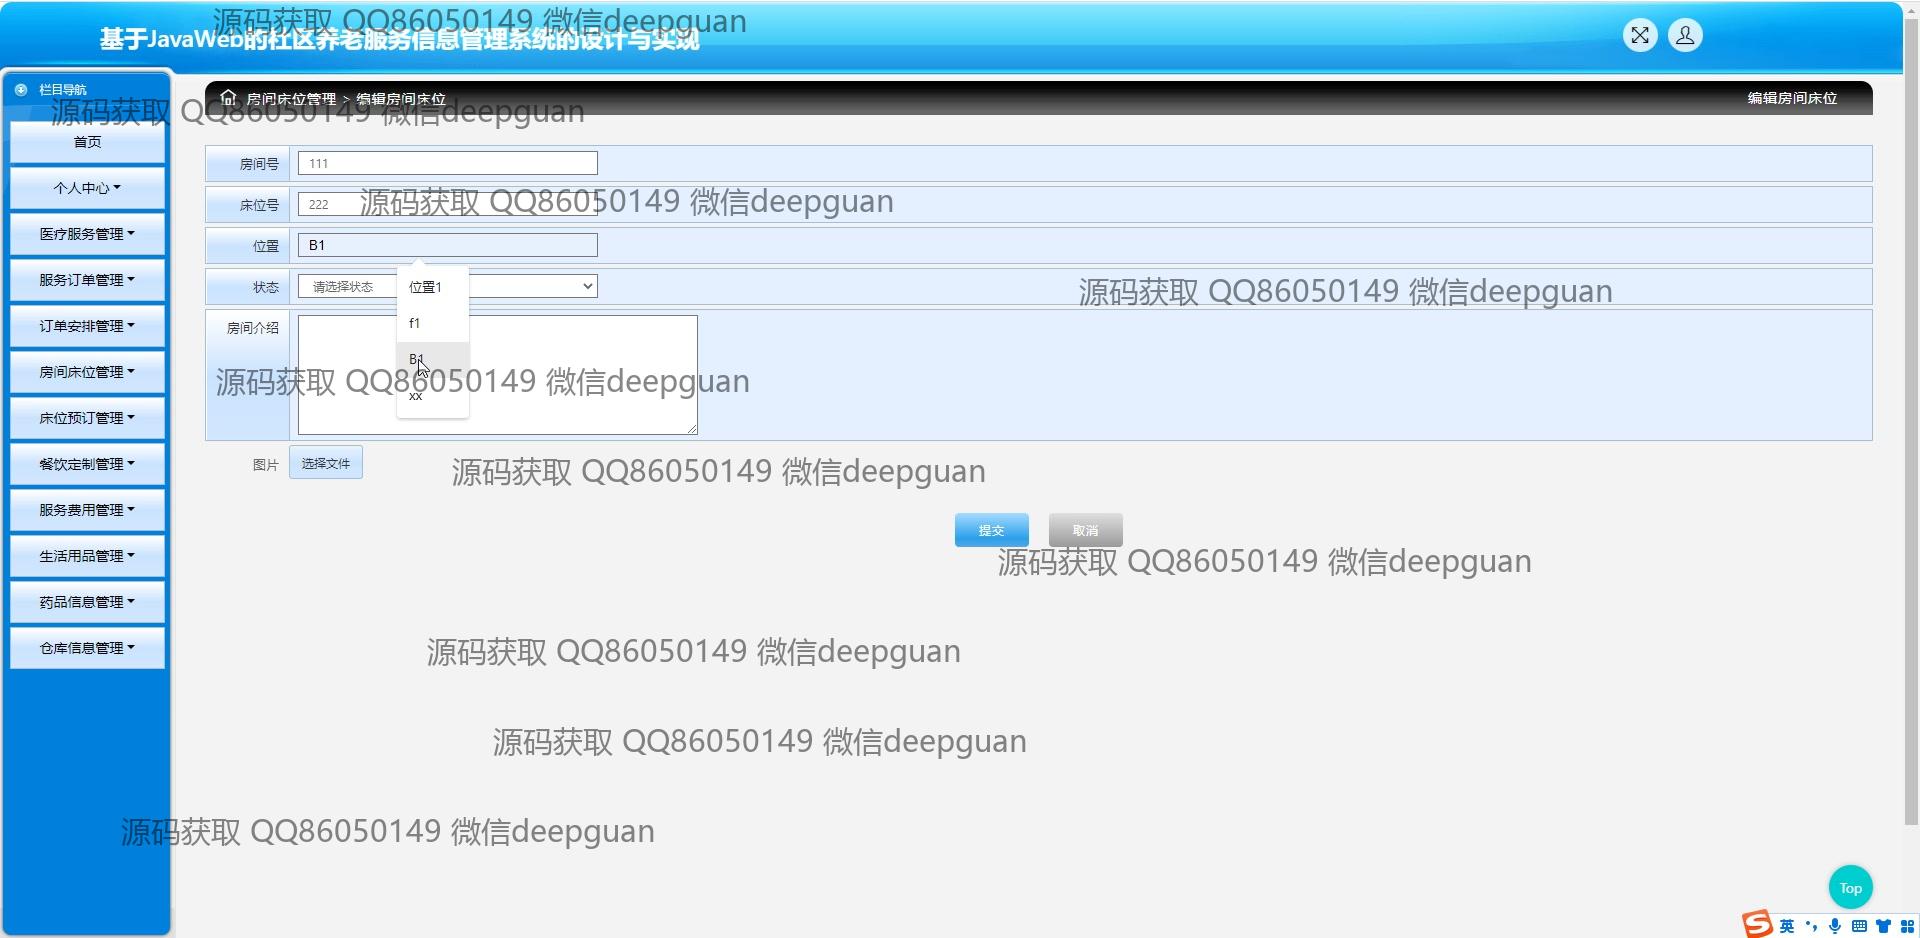 源码获取 QQ86050149 微信deepguan
基于JavaWeb的社区养老服务信息管理系统的设计与实现
栏目导航
房间床位管理 > 编辑房间床位
编辑房间床位
源码获取 QQ86050149 微信deepguan
首页
个人中心
医疗服务管理
服务订单管理
订单安排管理
房间床位管理
床位预订管理
餐饮定制管理
服务费用管理
生活用品管理
药品信息管理
仓库信息管理
房间号 111
床位号 222
源码获取 QQ86050149 微信deepguan
位置 B1
状态 请选择状态
位置1
f1
B1
xx
源码获取 QQ86050149 微信deepguan
房间介绍
源码获取 QQ86050149 微信deepguan
图片 选择文件
源码获取 QQ86050149 微信deepguan
提交 取消
源码获取 QQ86050149 微信deepguan
源码获取 QQ86050149 微信deepguan
源码获取 QQ86050149 微信deepguan
源码获取 QQ86050149 微信deepguan
Top
S 英